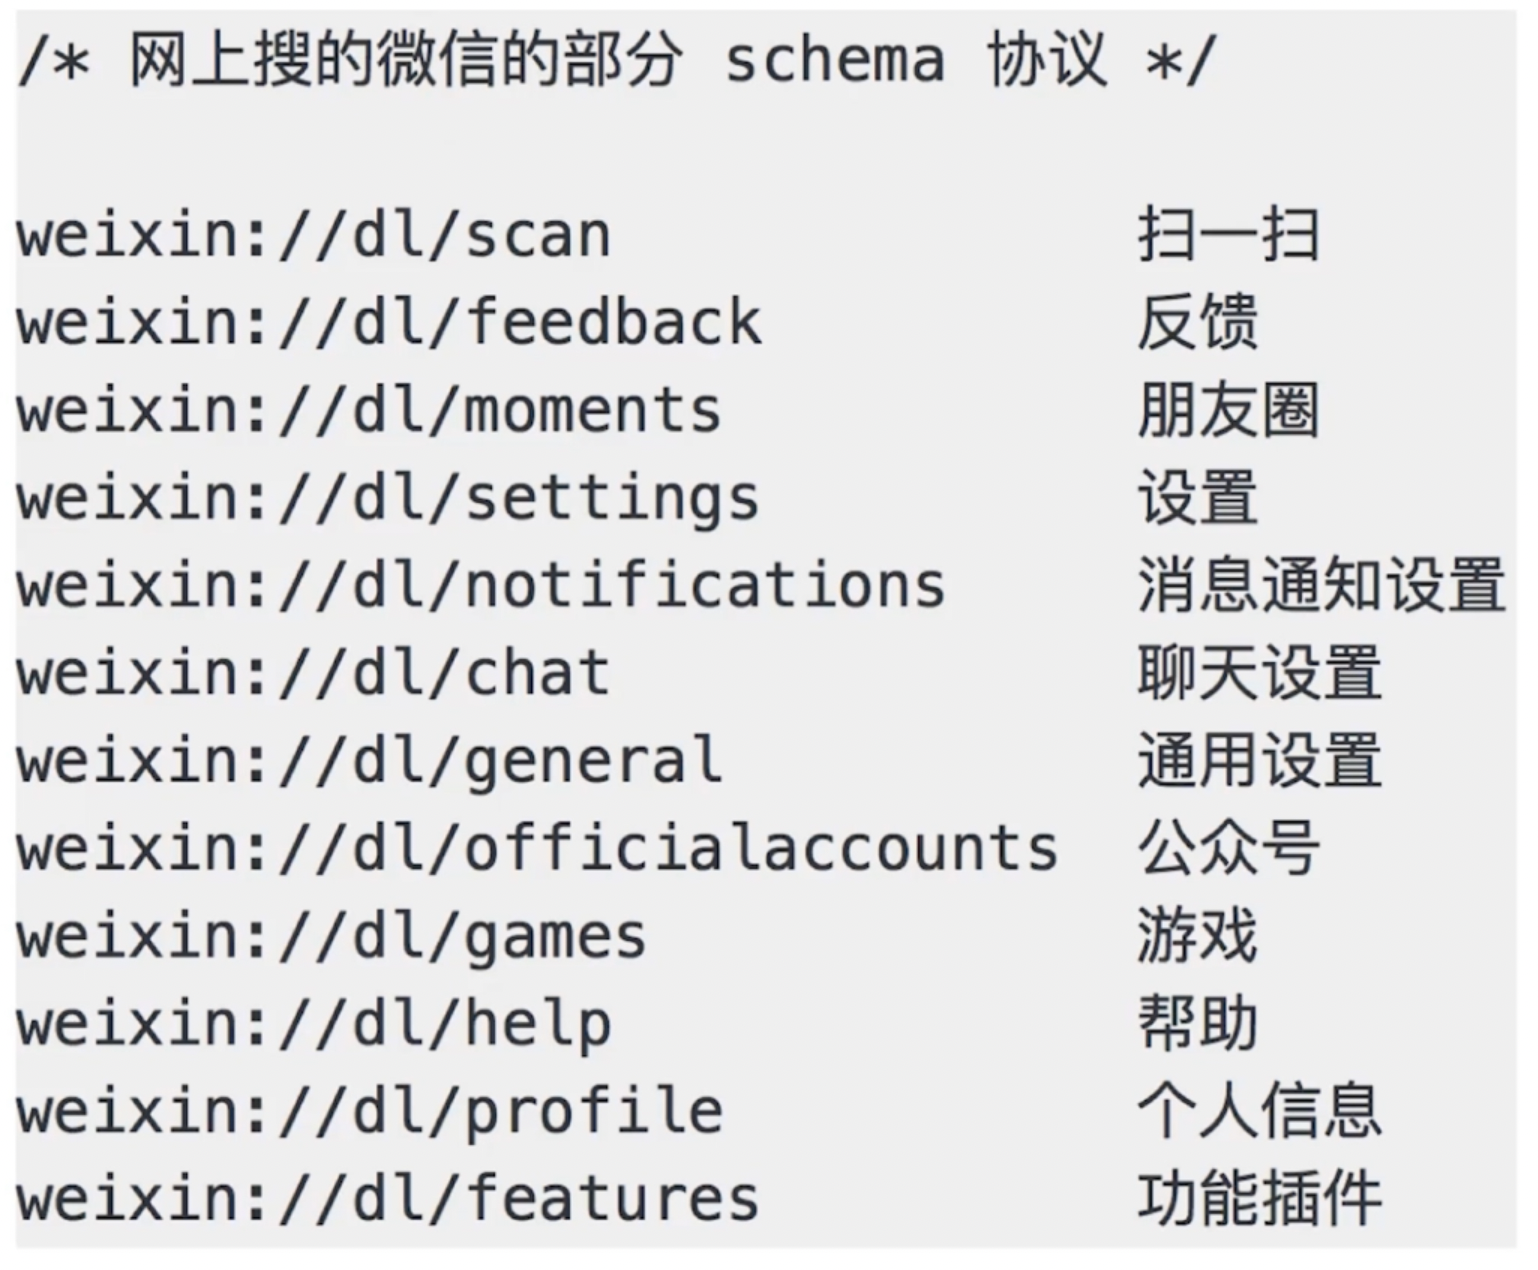 /* 网上搜的微信的部分 schema 协议 */
weixin://dl/scan 扫一扫
weixin://dl/feedback 反馈
weixin://dl/moments 朋友圈
weixin://dl/settings 设置
weixin://dl/notifications 消息通知设置
weixin://dl/chat 聊天设置
weixin://dl/general 通用设置
weixin://dl/officialaccounts 公众号
weixin://dl/games 游戏
weixin://dl/help 帮助
weixin://dl/profile 个人信息
weixin://dl/features 功能插件